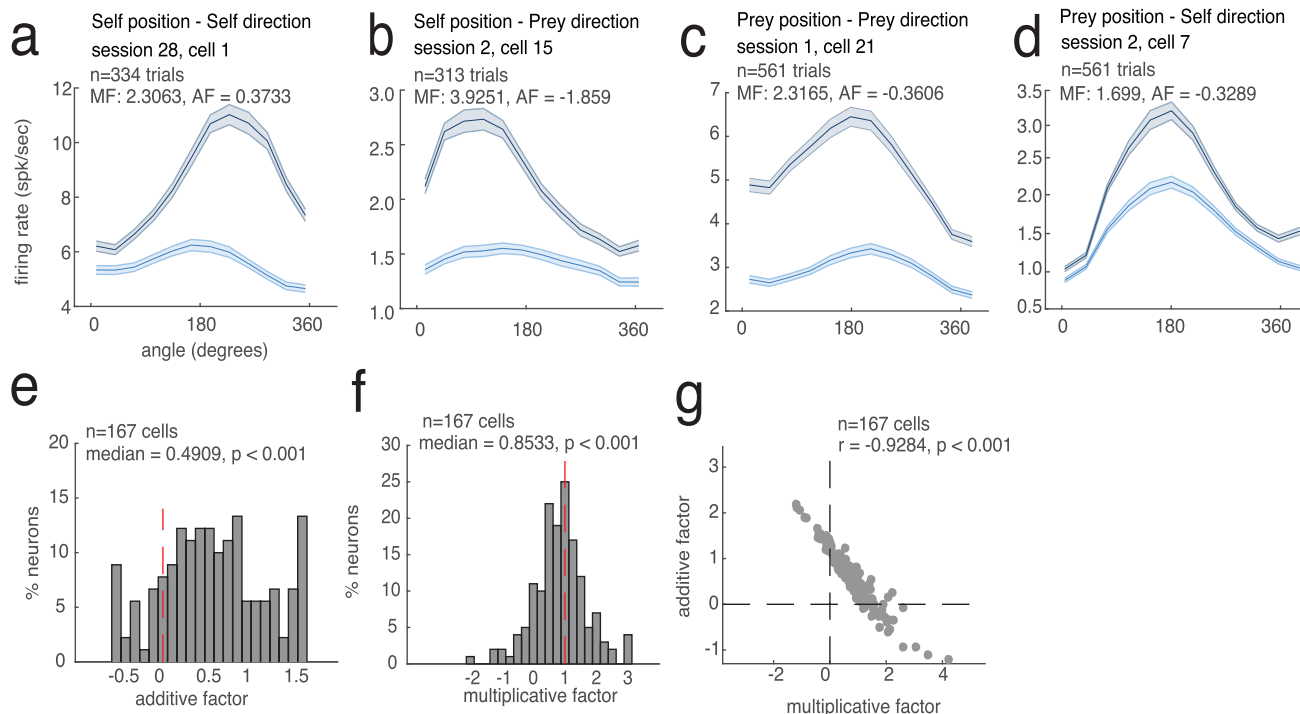 a
Self position - Self direction
session 28, cell 1
n=334 trials
MF: 2.3063, AF = 0.3733
12
10
8
6
4
firing rate (spk/sec)
0
180
360
angle (degrees)
b
Self position - Prey direction
session 2, cell 15
n=313 trials
MF: 3.9251, AF = -1.859
3.0
2.5
2.0
1.5
1.0
0
180
360
c
Prey position - Prey direction
session 1, cell 21
n=561 trials
MF: 2.3165, AF = -0.3606
7
6
5
4
3
2
0
180
360
d
Prey position - Self direction
session 2, cell 7
n=561 trials
MF: 1.699, AF = -0.3289
3.5
3.0
2.5
2.0
1.5
1.0
0.5
0
180
360
e
n=167 cells
median = 0.4909, p < 0.001
20
15
10
5
0
% neurons
-0.5
0
0.5
1
1.5
additive factor
f
n=167 cells
median = 0.8533, p < 0.001
30
25
20
15
10
5
0
% neurons
-2
-1
0
1
2
3
multiplicative factor
g
n=167 cells
r = -0.9284, p < 0.001
3
2
1
0
-1
additive factor
-2
0
2
4
multiplicative factor